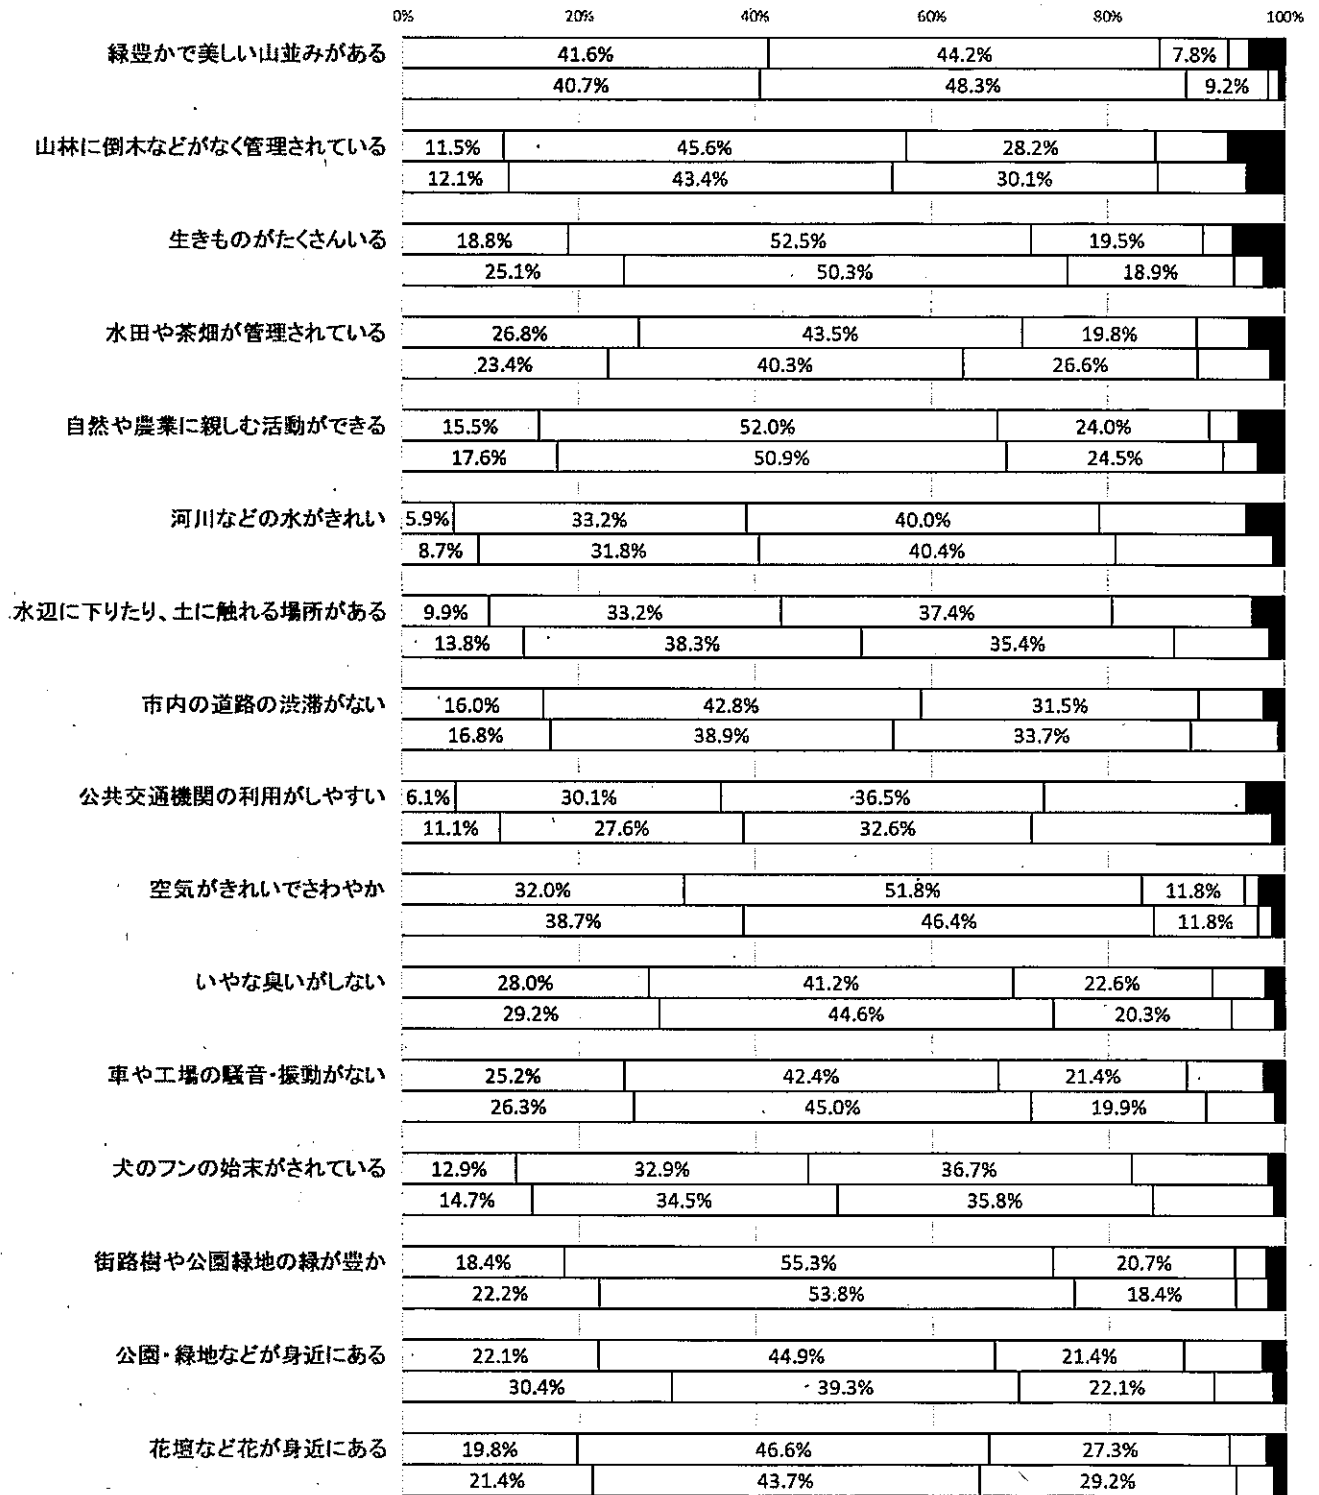 0% 20% 40% 60% 80% 100%
緑豊かで美しい山並みがある 41.6% 44.2% 7.8%
40.7% 48.3% 9.2%
山林に倒木などがなく管理されている 11.5% 45.6% 28.2%
12.1% 43.4% 30.1%
生きものがたくさんいる 18.8% 52.5% 19.5%
25.1% 50.3% 18.9%
水田や茶畑が管理されている 26.8% 43.5% 19.8%
23.4% 40.3% 26.6%
自然や農業に親しむ活動ができる 15.5% 52.0% 24.0%
17.6% 50.9% 24.5%
河川などの水がきれい 5.9% 33.2% 40.0%
8.7% 31.8% 40.4%
水辺に下りたり、土に触れる場所がある 9.9% 33.2% 37.4%
13.8% 38.3% 35.4%
市内の道路の渋滞がない 16.0% 42.8% 31.5%
16.8% 38.9% 33.7%
公共交通機関の利用がしやすい 6.1% 30.1% 36.5%
11.1% 27.6% 32.6%
空気がきれいでさわやか 32.0% 51.8% 11.8%
38.7% 46.4% 11.8%
いやな臭いがしない 28.0% 41.2% 22.6%
29.2% 44.6% 20.3%
車や工場の騒音・振動がない 25.2% 42.4% 21.4%
26.3% 45.0% 19.9%
犬のフンの始末がされている 12.9% 32.9% 36.7%
14.7% 34.5% 35.8%
街路樹や公園緑地の緑が豊か 18.4% 55.3% 20.7%
22.2% 53.8% 18.4%
公園・緑地などが身近にある 22.1% 44.9% 21.4%
30.4% 39.3% 22.1%
花壇など花が身近にある 19.8% 46.6% 27.3%
21.4% 43.7% 29.2%